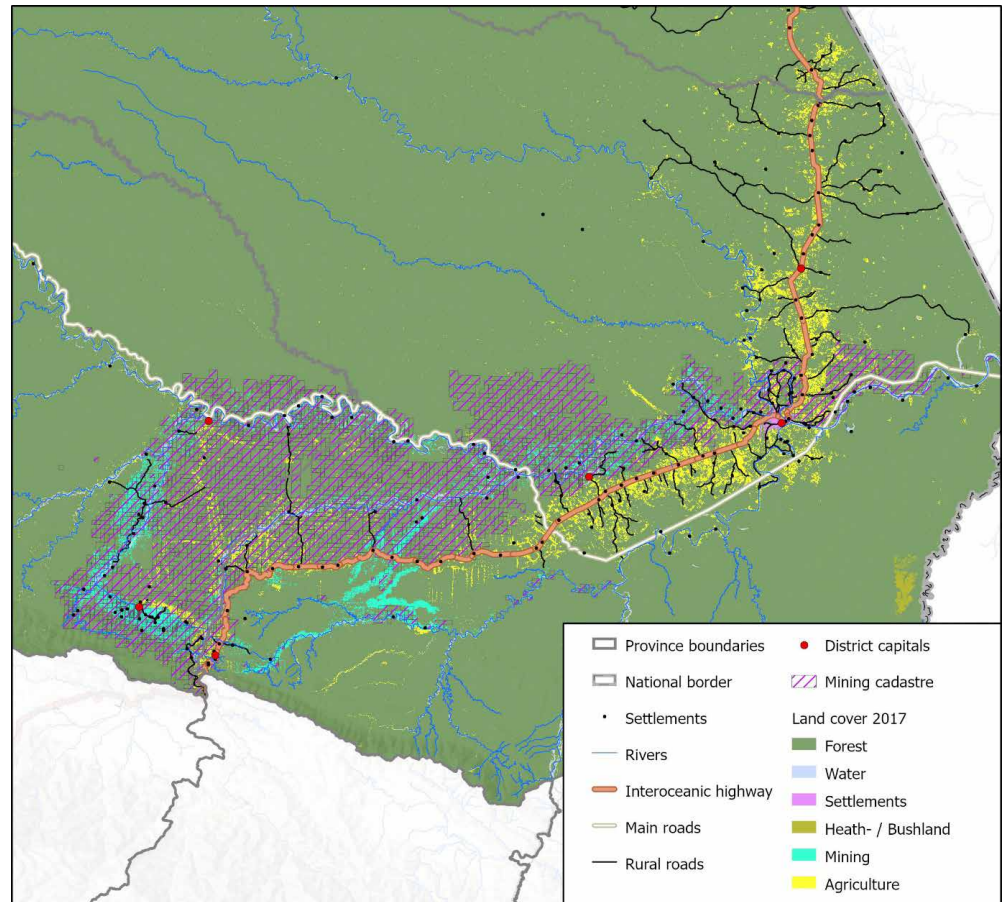 Province boundaries
National border
Settlements
Rivers
Interoceanic highway
Main roads
Rural roads
District capitals
Mining cadastre
Land cover 2017
Forest
Water
Settlements
Heath- / Bushland
Mining
Agriculture